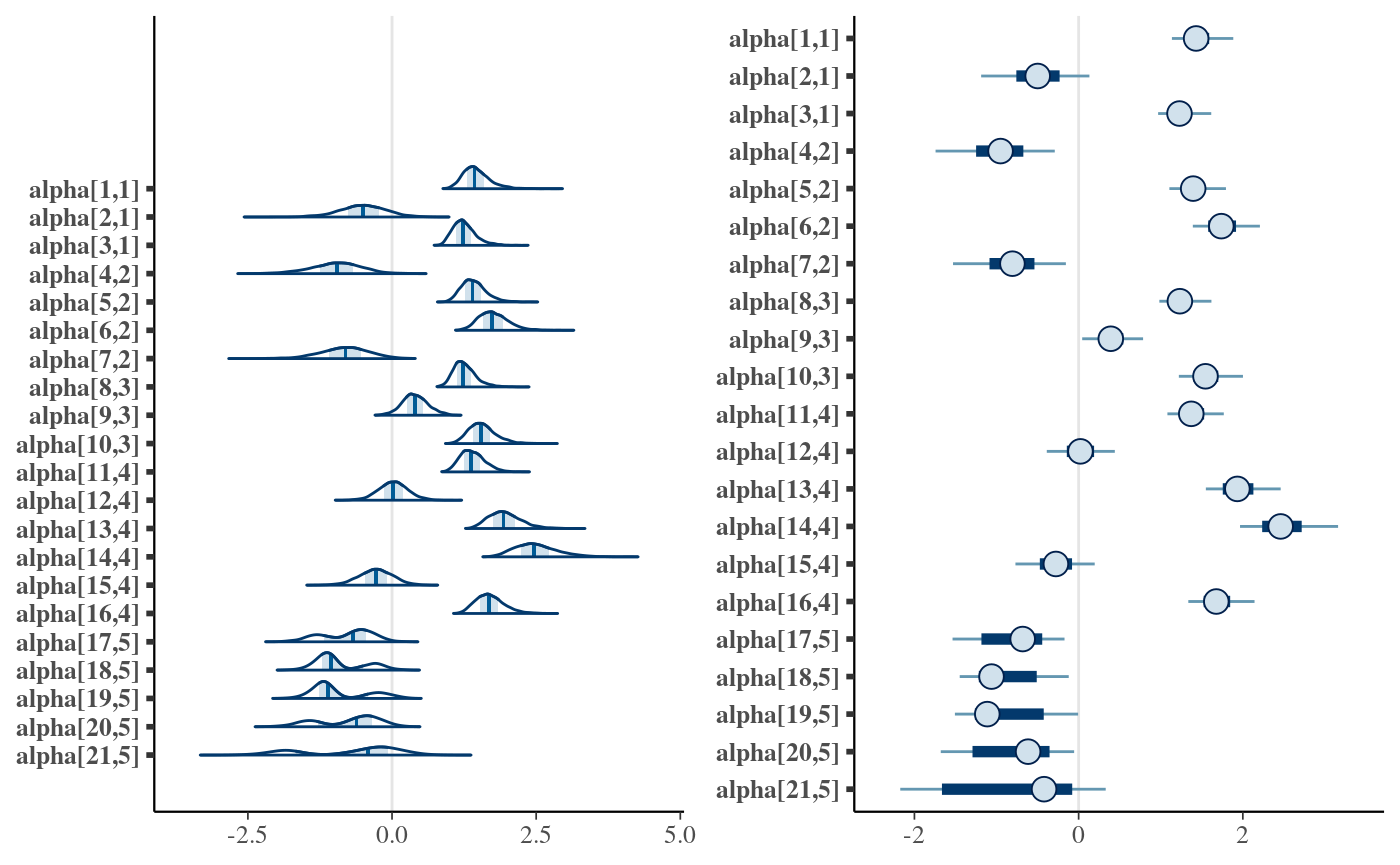 alpha[1,1]
alpha[2,1]
alpha[3,1]
alpha[4,2]
alpha[5,2]
alpha[6,2]
alpha[7,2]
alpha[8,3]
alpha[9,3]
alpha[10,3]
alpha[11,4]
alpha[12,4]
alpha[13,4]
alpha[14,4]
alpha[15,4]
alpha[16,4]
alpha[17,5]
alpha[18,5]
alpha[19,5]
alpha[20,5]
alpha[21,5]
-2.5 0.0 2.5 5.0
alpha[1,1]
alpha[2,1]
alpha[3,1]
alpha[4,2]
alpha[5,2]
alpha[6,2]
alpha[7,2]
alpha[8,3]
alpha[9,3]
alpha[10,3]
alpha[11,4]
alpha[12,4]
alpha[13,4]
alpha[14,4]
alpha[15,4]
alpha[16,4]
alpha[17,5]
alpha[18,5]
alpha[19,5]
alpha[20,5]
alpha[21,5]
-2 0 2